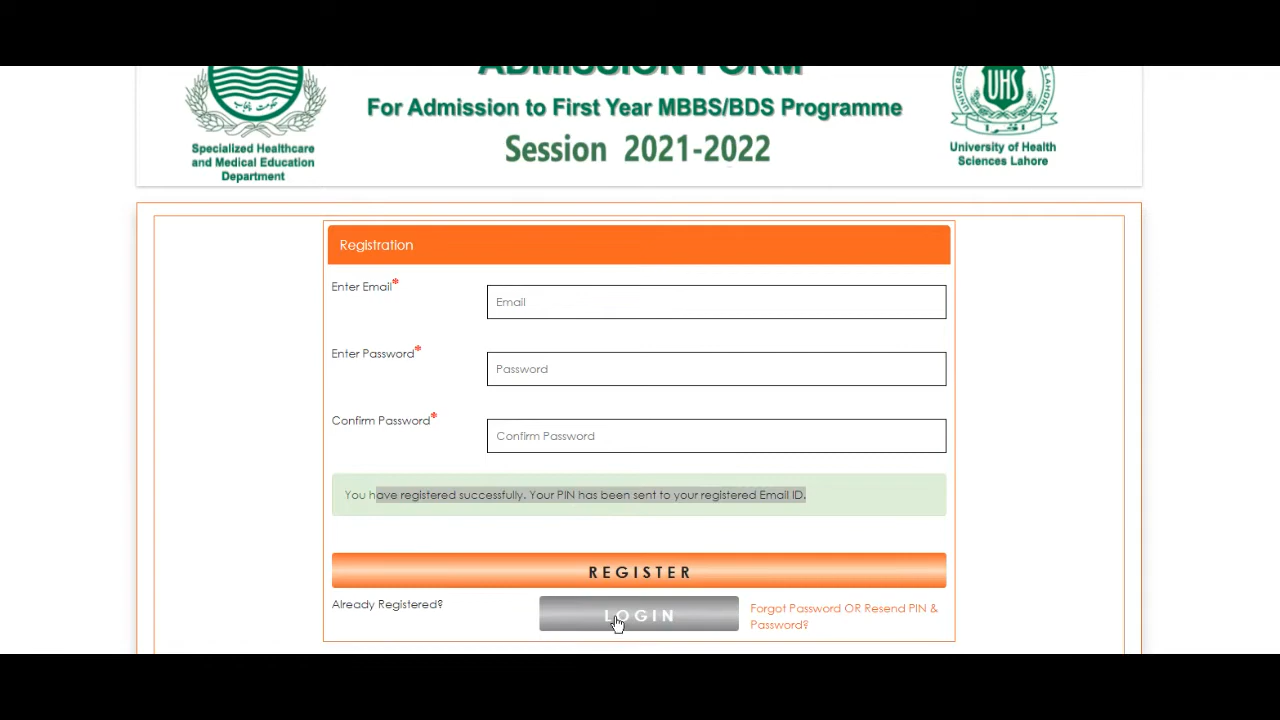 ADMISSION FORM
For Admission to First Year MBBS/BDS Programme
Session 2021-2022
Specialized Healthcare
and Medical Education
Department
UHS
University of Health
Sciences Lahore
Registration
Enter Email*
Email
Enter Password*
Password
Confirm Password*
Confirm Password
You have registered successfully. Your PIN has been sent to your registered Email ID.
REGISTER
Already Registered?
LOGIN
Forgot Password OR Resend PIN &
Password?